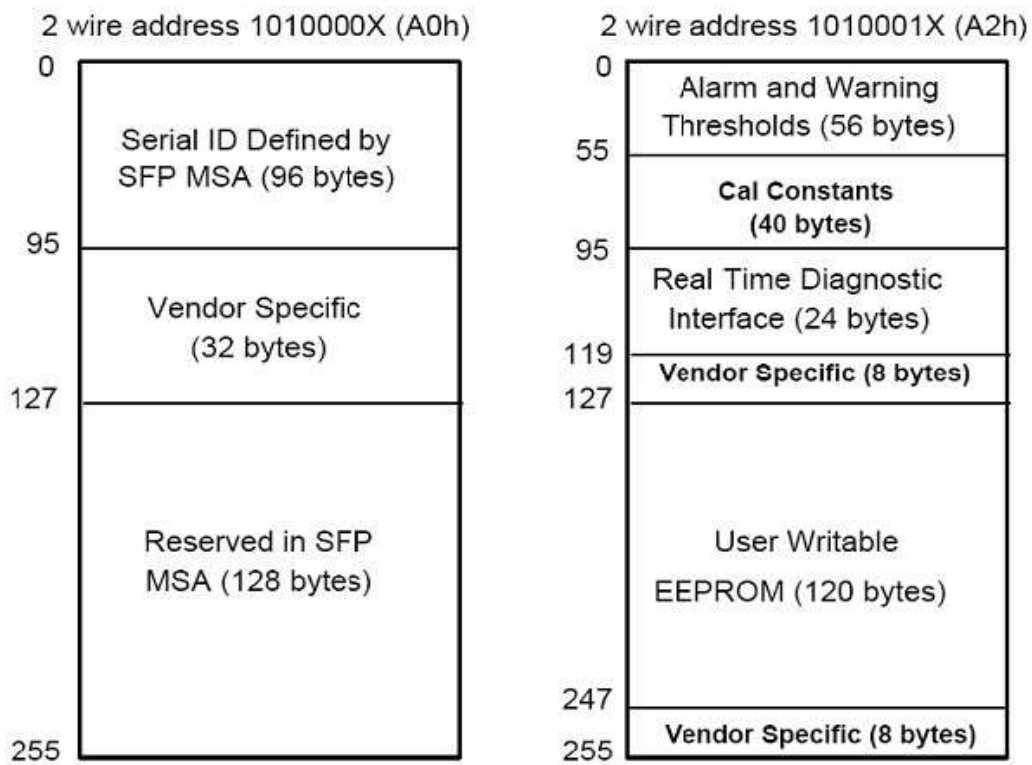 2 wire address 1010000X (A0h)
0
Serial ID Defined by
SFP MSA (96 bytes)
95
Vendor Specific
(32 bytes)
127
Reserved in SFP
MSA (128 bytes)
255
2 wire address 1010001X (A2h)
0
Alarm and Warning
Thresholds (56 bytes)
55
Cal Constants
(40 bytes)
95
Real Time Diagnostic
Interface (24 bytes)
119
Vendor Specific (8 bytes)
127
User Writable
EEPROM (120 bytes)
247
Vendor Specific (8 bytes)
255